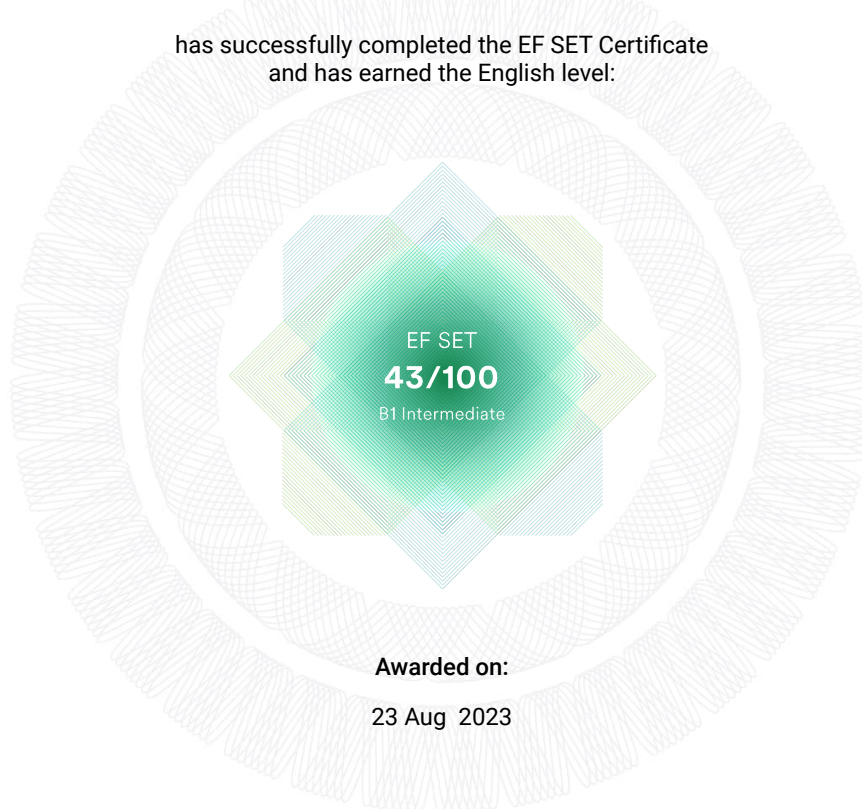 has successfully completed the EF SET Certificate
and has earned the English level:
EF SET
43/100
B1 Intermediate
Awarded on:
23 Aug 2023